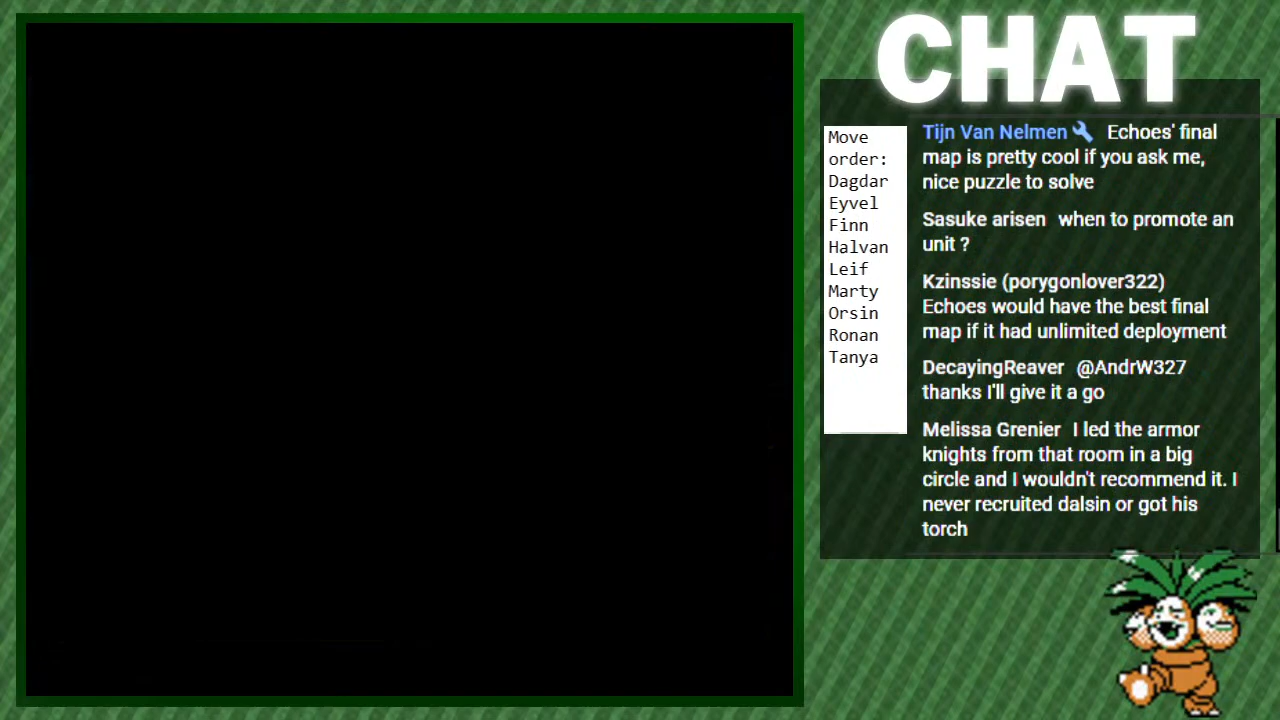 CHAT
Move
order:
Dagdar
Eyvel
Finn
Halvan
Leif
Marty
Orsin
Ronan
Tanya
Tijn Van Nelmen Echoes' final
map is pretty cool if you ask me,
nice puzzle to solve
Sasuke arisen when to promote an
unit ?
Kzinssie (porygonlover322)
Echoes would have the best final
map if it had unlimited deployment
DecayingReaver @AndrW327
thanks I'll give it a go
Melissa Grenier I led the armor
knights from that room in a big
circle and I wouldn't recommend it. I
never recruited dalsin or got his
torch